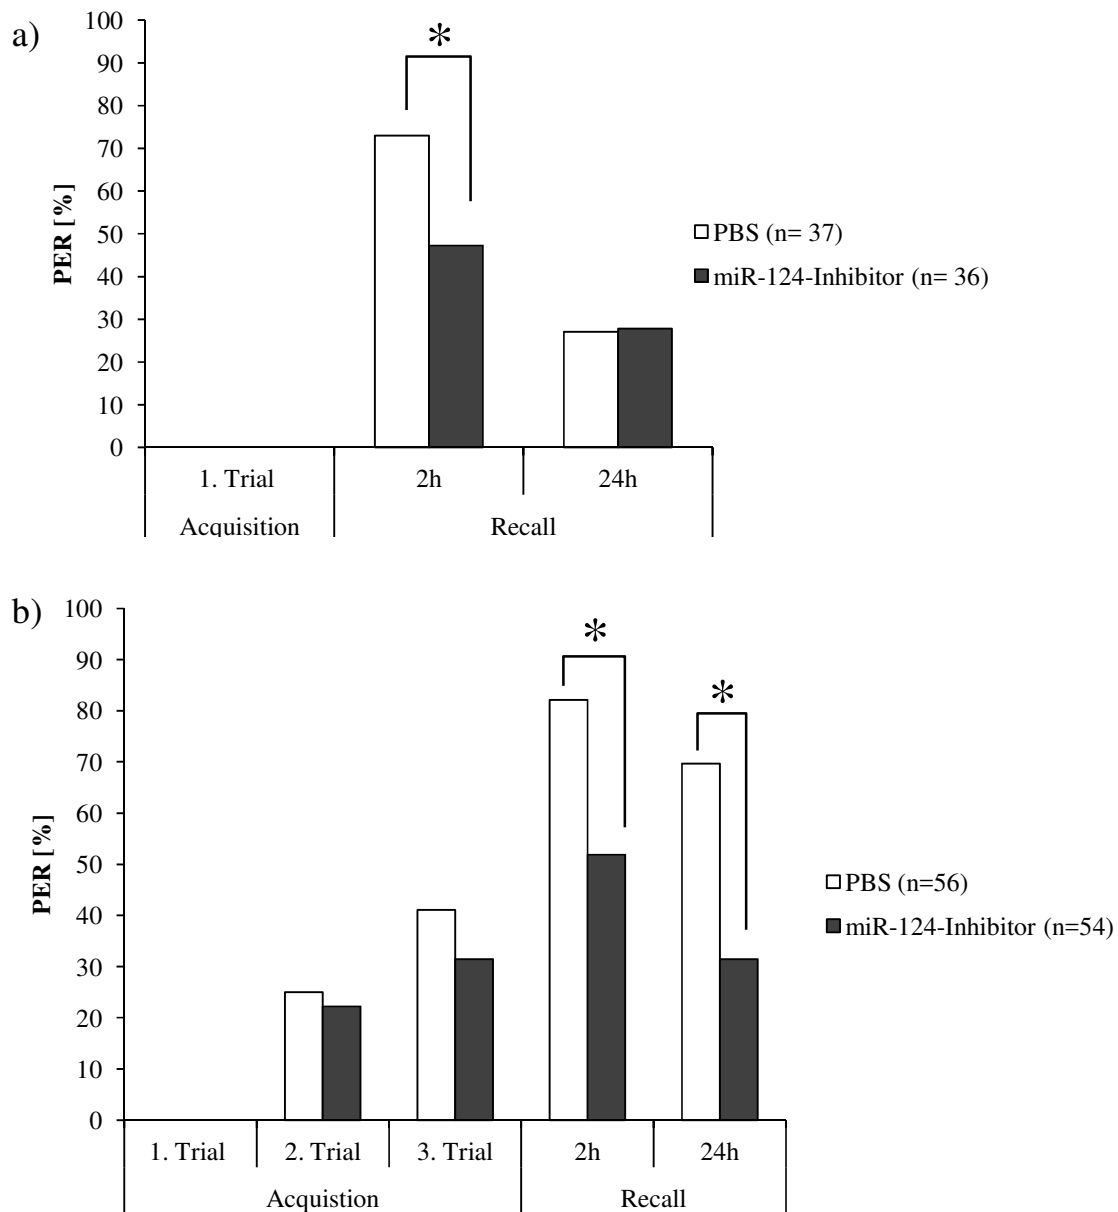 a)
100
90
80
70
60
50
40
30
20
10
0
PER [%]
*
PBS (n= 37)
miR-124-Inhibitor (n= 36)
1. Trial 2h 24h
Acquisition Recall
b)
100
90
80
70
60
50
40
30
20
10
0
PER [%]
*
*
PBS (n=56)
miR-124-Inhibitor (n=54)
1. Trial 2. Trial 3. Trial 2h 24h
Acquistion Recall